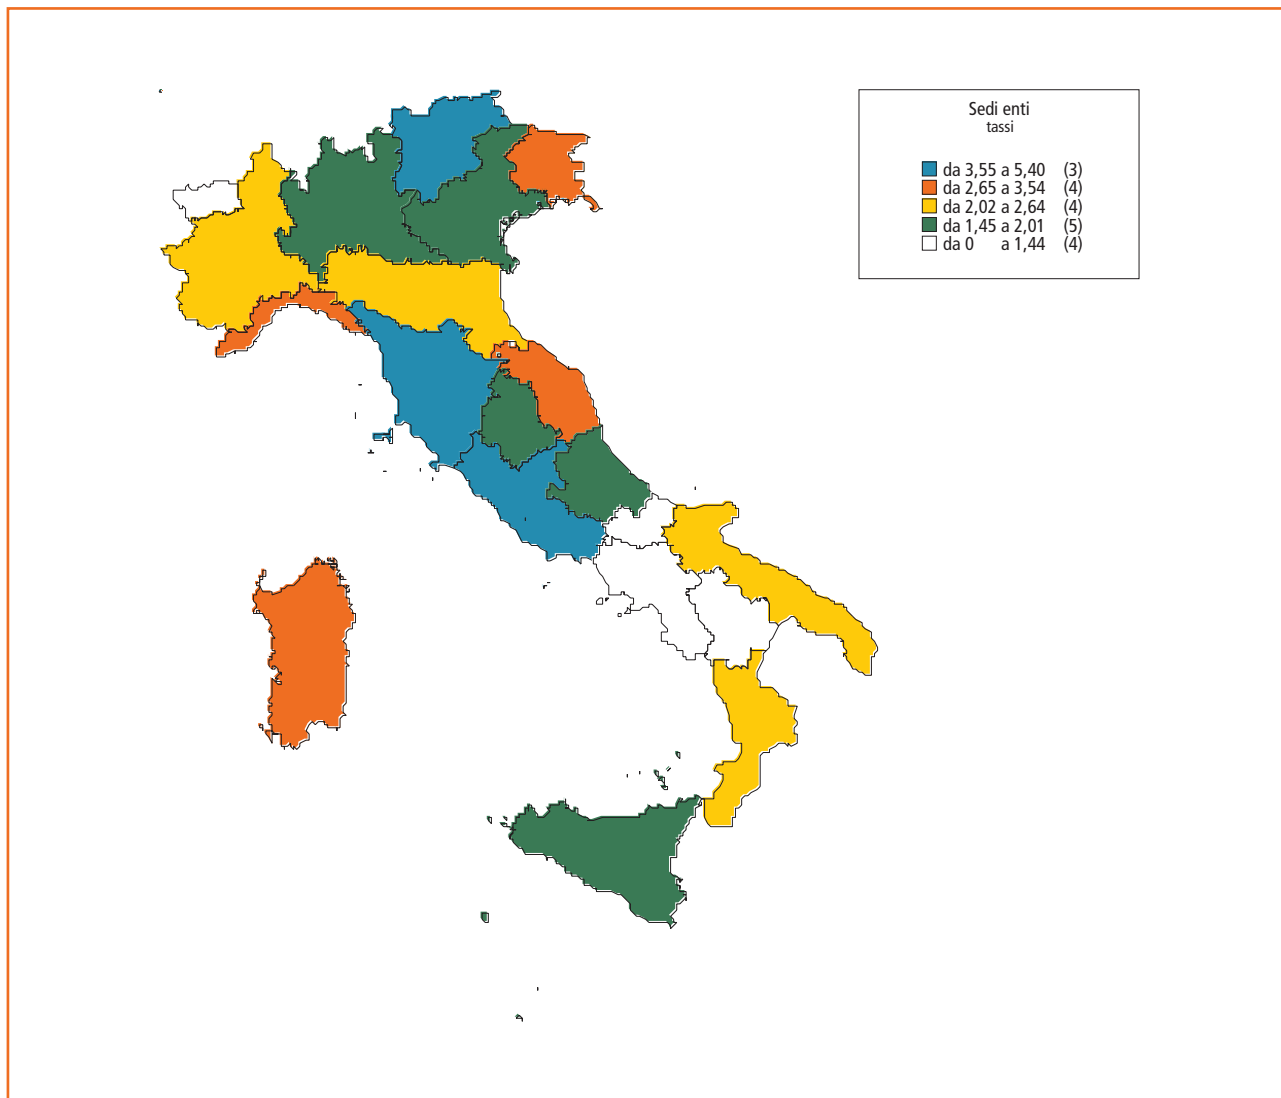 Sedi enti
tassi
da 3,55 a 5,40 (3)
da 2,65 a 3,54 (4)
da 2,02 a 2,64 (4)
da 1,45 a 2,01 (5)
da 0 a 1,44 (4)